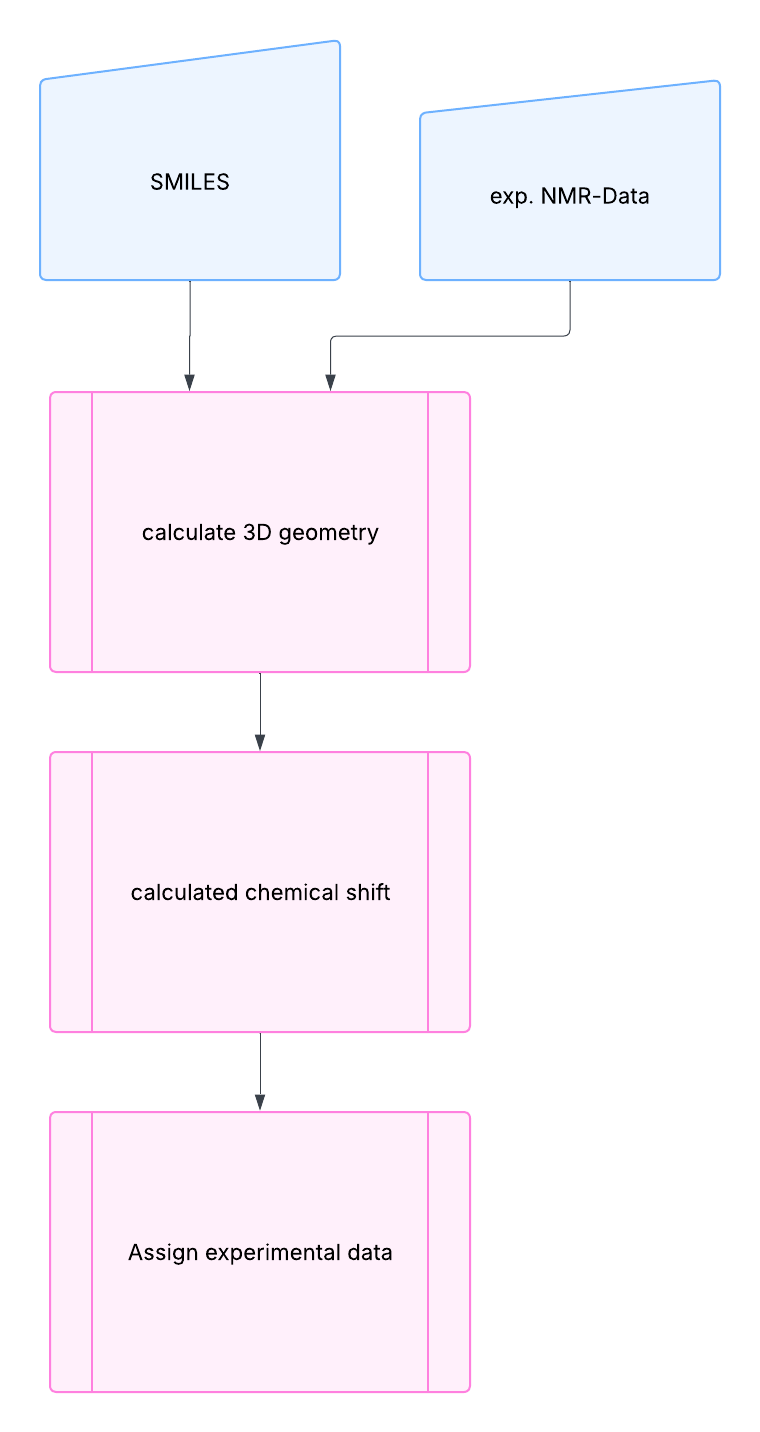 SMILES
exp. NMR-Data
calculate 3D geometry
calculated chemical shift
Assign experimental data